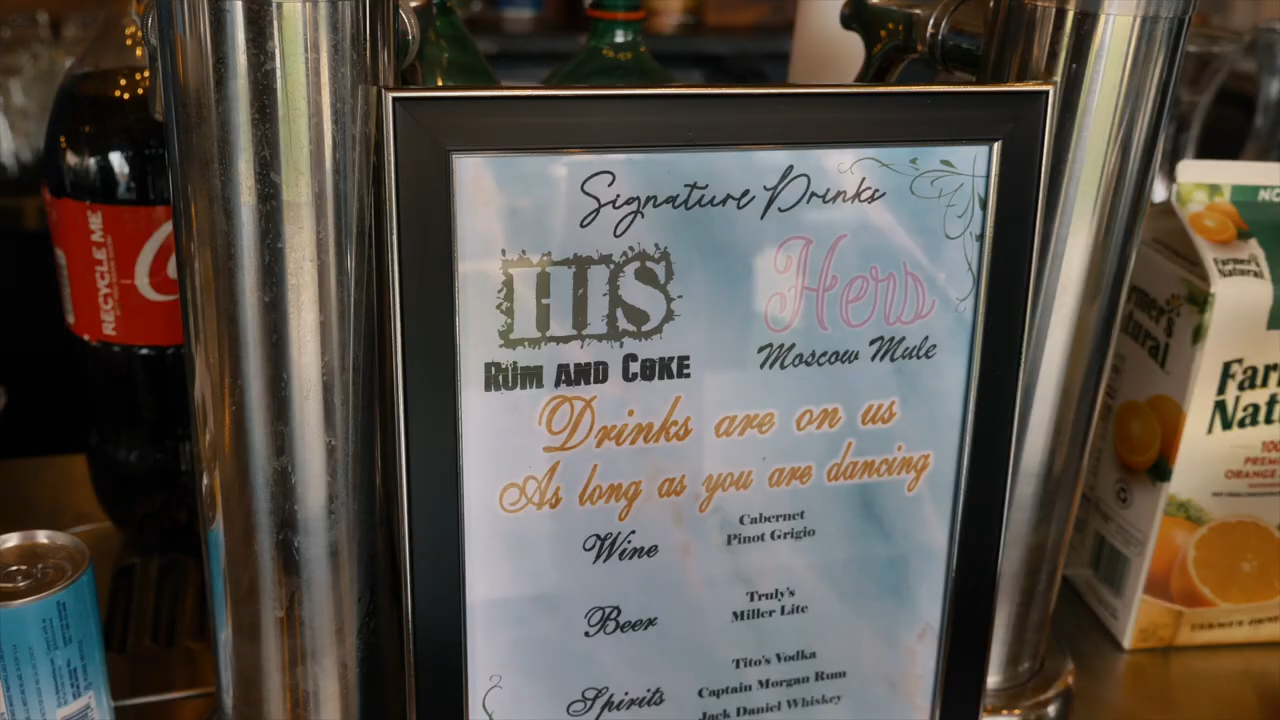 Signature Drinks
HIS
Hers
RUM AND COKE
Moscow Mule
Drinks are on us
As long as you are dancing
Wine
Cabernet
Pinot Grigio
Beer
Truly's
Miller Lite
Spirits
Tito's Vodka
Captain Morgan Rum
Jack Daniel Whiskey
RECYCLE ME
Farmer's
Natural